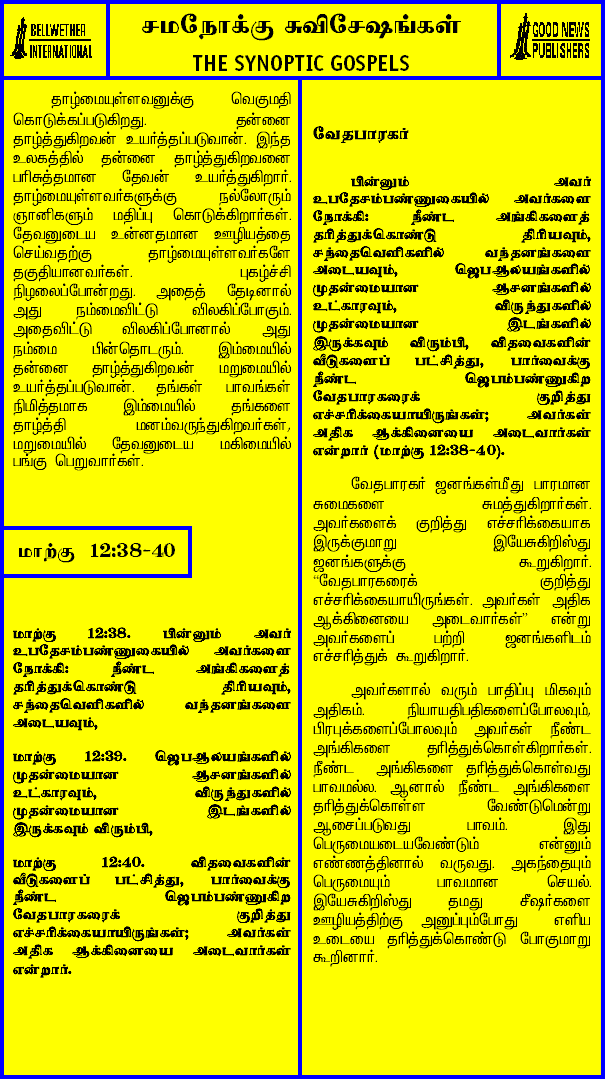 BELLWETHER
INTERNATIONAL
சமநோக்கு சுவிசேஷங்கள்
THE SYNOPTIC GOSPELS
GOOD NEWS
PUBLISHERS
தாழ்மையுள்ளவனுக்கு வெகுமதி
கொடுக்கப்படுகிறது. தன்னை
தாழ்த்துகிறவன் உயர்த்தப்படுவான். இந்த
உலகத்தில் தன்னை தாழ்த்துகிறவனை
பரிசுத்தமான தேவன் உயர்த்துகிறார்.
தாழ்மையுள்ளவர்களுக்கு நல்லோரும்
ஞானிகளும் மதிப்பு கொடுக்கிறார்கள்.
தேவனுடைய உன்னதமான ஊழியத்தை
செய்வதற்கு தாழ்மையுள்ளவர்களே
தகுதியானவர்கள். புகழ்ச்சி
நிழலைப்போன்றது. அதைத் தேடினால்
அது நம்மைவிட்டு விலகிப்போகும்.
அதைவிட்டு விலகிப்போனால் அது
நம்மை பின்தொடரும். இம்மையில்
தன்னை தாழ்த்துகிறவன் மறுமையில்
உயர்த்தப்படுவான். தங்கள் பாவங்கள்
நிமித்தமாக இம்மையில் தங்களை
தாழ்த்தி மனம்வருந்துகிறவர்கள்,
மறுமையில் தேவனுடைய மகிமையில்
பங்கு பெறுவார்கள்.
மாற்கு 12:38-40
மாற்கு 12:38. பின்னும் அவர்
உபதேசம்பண்ணுகையில் அவர்களை
நோக்கி: நீண்ட அங்கிகளைத்
தரித்துக்கொண்டு திரியவும்,
சந்தைவெளிகளில் வந்தனங்களை
அடையவும்,
மாற்கு 12:39. ஜெபஆலயங்களில்
முதன்மையான ஆசனங்களில்
உட்காரவும், விருந்துகளில்
முதன்மையான இடங்களில்
இருக்கவும் விரும்பி,
மாற்கு 12:40. விதவைகளின்
வீடுகளைப் பட்சித்து, பார்வைக்கு
நீண்ட ஜெபம்பண்ணுகிற
வேதபாரகரைக் குறித்து
எச்சரிக்கையாயிருங்கள்; அவர்கள்
அதிக ஆக்கினையை அடைவார்கள்
என்றார்.
வேதபாரகர்
பின்னும் அவர்
உபதேசம்பண்ணுகையில் அவர்களை
நோக்கி: நீண்ட அங்கிகளைத்
தரித்துக்கொண்டு திரியவும்,
சந்தைவெளிகளில் வந்தனங்களை
அடையவும், ஜெபஆலயங்களில்
முதன்மையான ஆசனங்களில்
உட்காரவும், விருந்துகளில்
முதன்மையான இடங்களில்
இருக்கவும் விரும்பி, விதவைகளின்
வீடுகளைப் பட்சித்து, பார்வைக்கு
நீண்ட ஜெபம்பண்ணுகிற
வேதபாரகரைக் குறித்து
எச்சரிக்கையாயிருங்கள்; அவர்கள்
அதிக ஆக்கினையை அடைவார்கள்
என்றார் (மாற்கு 12:38-40).
வேதபாரகர் ஜனங்கள்மீது பாரமான
சுமைகளை சுமத்துகிறார்கள்.
அவர்களைக் குறித்து எச்சரிக்கையாக
இருக்குமாறு இயேசுகிறிஸ்து
ஜனங்களுக்கு கூறுகிறார்.
“வேதபாரகரைக் குறித்து
எச்சரிக்கையாயிருங்கள். அவர்கள் அதிக
ஆக்கினையை அடைவார்கள்” என்று
அவர்களைப் பற்றி ஜனங்களிடம்
எச்சரித்துக் கூறுகிறார்.
அவர்களால் வரும் பாதிப்பு மிகவும்
அதிகம். நியாயதிபதிகளைப்போலவும்,
பிரபுக்களைப்போலவும் அவர்கள் நீண்ட
அங்கிகளை தரித்துக்கொள்கிறார்கள்.
நீண்ட அங்கிகளை தரித்துக்கொள்வது
பாவமல்ல. ஆனால் நீண்ட அங்கிகளை
தரித்துக்கொள்ள வேண்டுமென்று
ஆசைப்படுவது பாவம். இது
பெருமையடையவேண்டும் என்னும்
எண்ணத்தினால் வருவது. அகந்தையும்
பெருமையும் பாவமான செயல்.
இயேசுகிறிஸ்து தமது சீஷர்களை
ஊழியத்திற்கு அனுப்பும்போது எளிய
உடையை தரித்துக்கொண்டு போகுமாறு
கூறினார்.